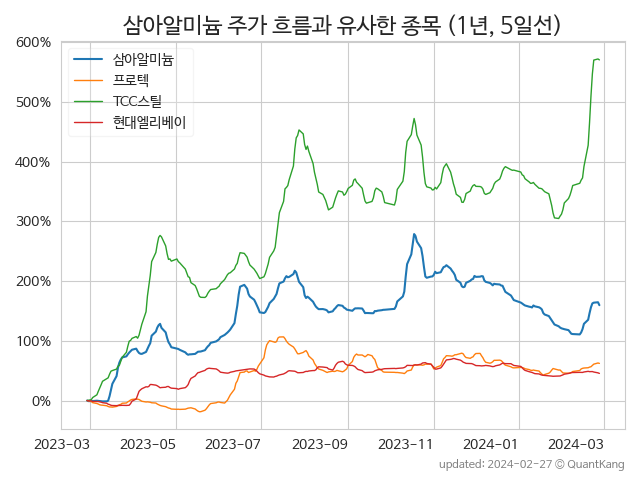 삼아알미늄 주가 흐름과 유사한 종목 (1년, 5일선)
600%
500%
400%
300%
200%
100%
0%
삼아알미늄
프로텍
TCC스틸
현대엘리베이
2023-03
2023-05
2023-07
2023-09
2023-11
2024-01
2024-03
updated: 2024-02-27 © QuantKang